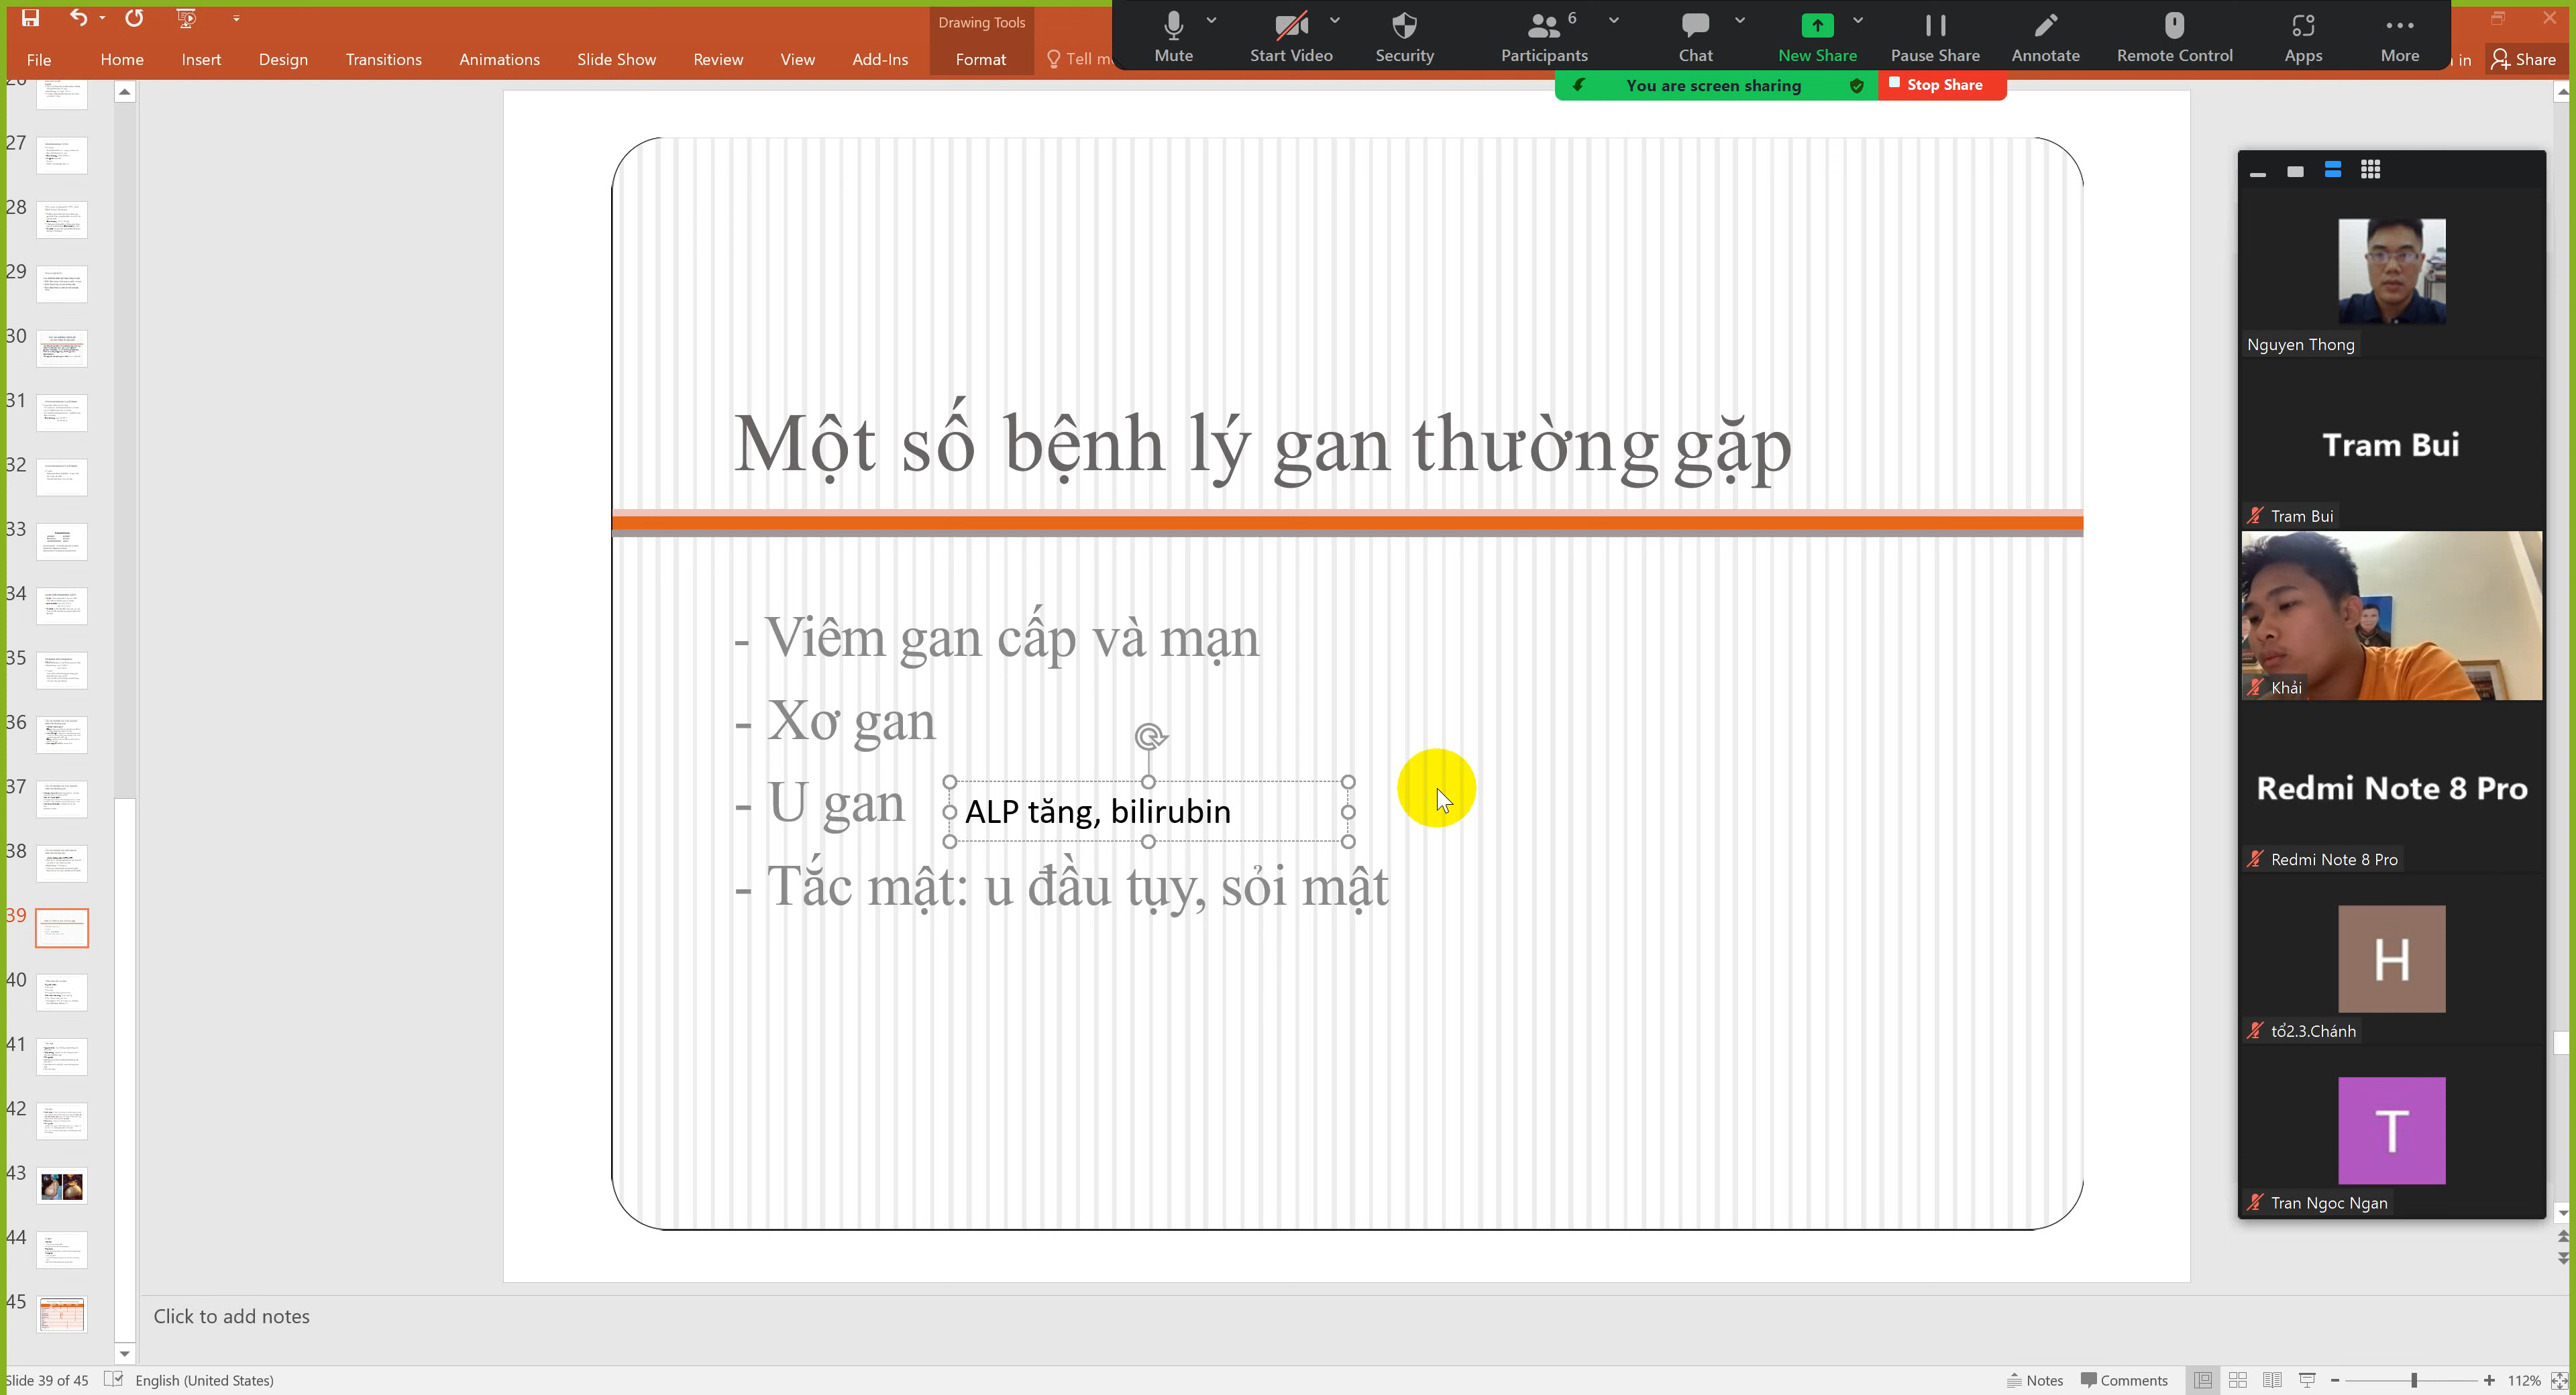 Drawing Tools
File Home Insert Design Transitions Animations Slide Show Review View Add-Ins Format Tell m
Mute Start Video Security Participants 6 Chat New Share Pause Share Annotate Remote Control Apps More
in Share
You are screen sharing Stop Share
27
28
29
30
31
32
33
34
35
36
37
38
39
40
41
42
43
44
45
Một số bệnh lý gan thường gặp
- Viêm gan cấp và mạn
- Xơ gan
- U gan
ALP tăng, bilirubin
- Tắc mật: u đầu tụy, sỏi mật
Nguyen Thong
Tram Bui
Tram Bui
Khải
Redmi Note 8 Pro
Redmi Note 8 Pro
H
tổ2.3.Chánh
T
Tran Ngoc Ngan
Click to add notes
Slide 39 of 45 English (United States) Notes Comments 112%